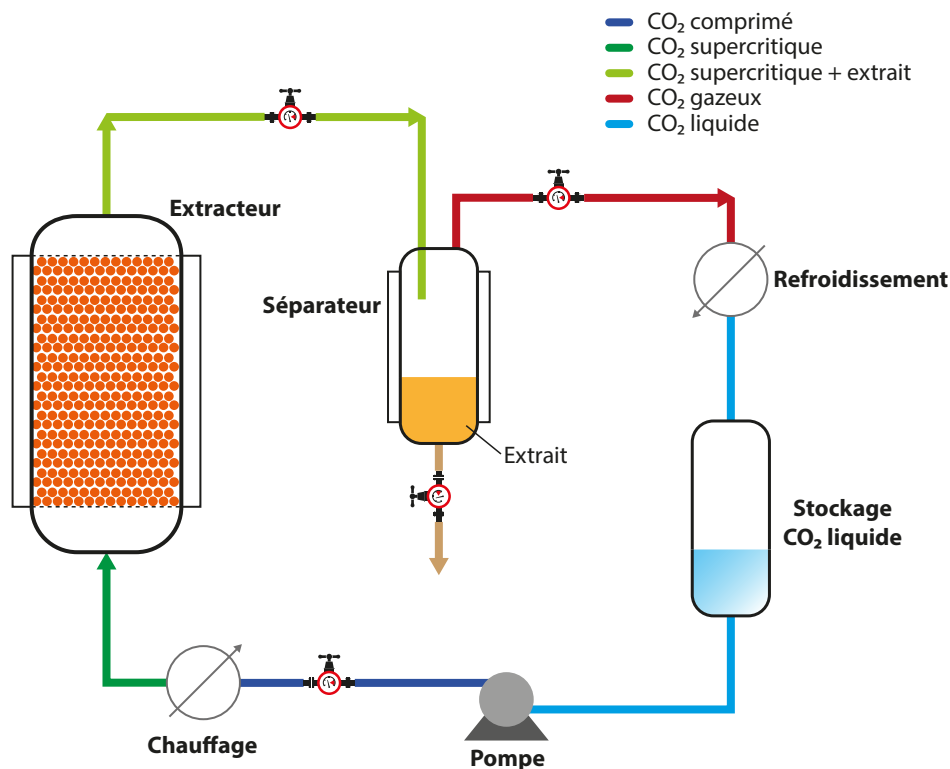 CO₂ comprimé
CO₂ supercritique
CO₂ supercritique + extrait
CO₂ gazeux
CO₂ liquide
Extracteur
Séparateur
Refroidissement
Extrait
Stockage
CO₂ liquide
Chauffage
Pompe